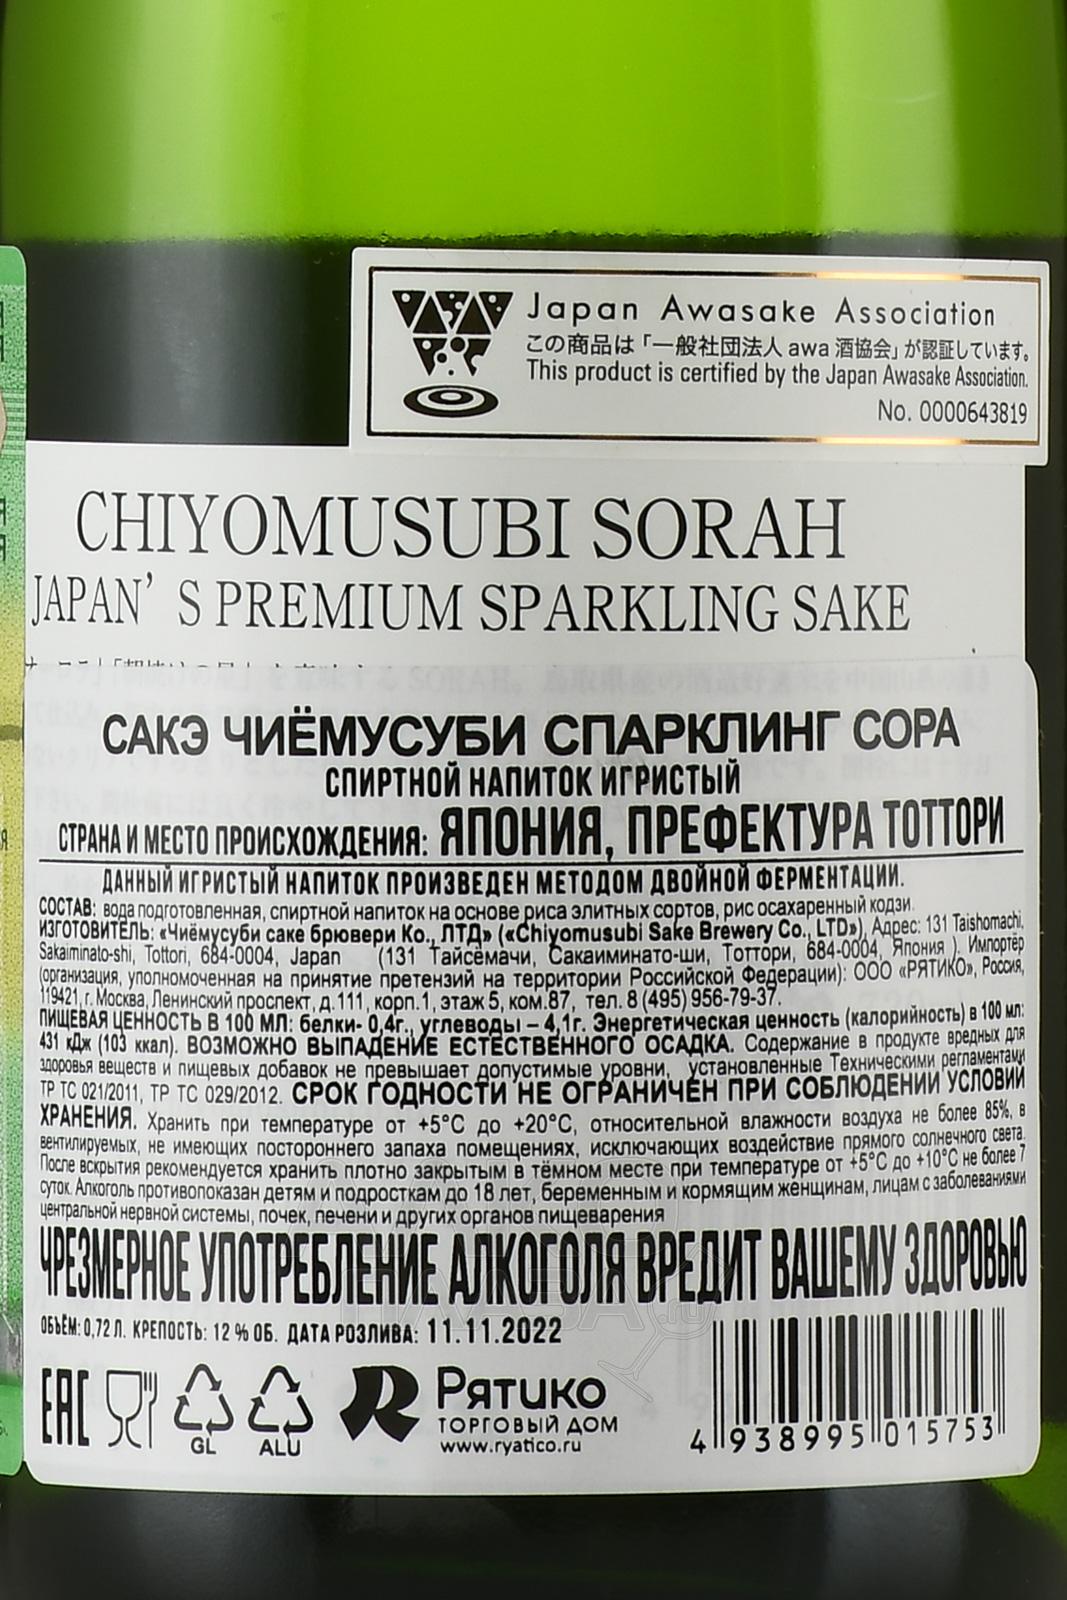 Japan Awasake Association
この商品は「一般社団法人 awa 酒協会」が認証しています。
This product is certified by the Japan Awasake Association.
No. 0000643819
CHIYOMUSUBI SORAH
JAPAN'S PREMIUM SPARKLING SAKE
САКЭ ЧИЁМУСУБИ СПАРКЛИНГ СОРА
СПИРТНОЙ НАПИТОК ИГРИСТЫЙ
СТРАНА И МЕСТО ПРОИСХОЖДЕНИЯ: ЯПОНИЯ, ПРЕФЕКТУРА ТОТТОРИ
ДАННЫЙ ИГРИСТЫЙ НАПИТОК ПРОИЗВЕДЕН МЕТОДОМ ДВОЙНОЙ ФЕРМЕНТАЦИИ.
СОСТАВ: вода подготовленная, спиртной напиток на основе риса элитных сортов, рис осахаренный кодзи.
ИЗГОТОВИТЕЛЬ: «Чиёмусуби саке брювери Ко., ЛТД» («Chiyomusubi Sake Brewery Co., LTD»), Адрес: 131 Taishomachi,
Sakaiminato-shi, Tottori, 684-0004, Japan (131 Тайсёмачи, Сакаиминато-ши, Тоттори, 684-0004, Япония ). Импортёр
(организация, уполномоченная на принятие претензий на территории Российской Федерации): ООО «РЯТИКО», Россия,
119421, г. Москва, Ленинский проспект, д.111, корп.1, этаж 5, ком.87, тел. 8 (495) 956-79-37.
ПИЩЕВАЯ ЦЕННОСТЬ В 100 МЛ: белки- 0,4г., углеводы – 4,1г. Энергетическая ценность (калорийность) в 100 мл:
431 кДж (103 ккал). ВОЗМОЖНО ВЫПАДЕНИЕ ЕСТЕСТВЕННОГО ОСАДКА. Содержание в продукте вредных для
здоровья веществ и пищевых добавок не превышает допустимые уровни, установленные Техническими регламентами
ТР ТС 021/2011, ТР ТС 029/2012. СРОК ГОДНОСТИ НЕ ОГРАНИЧЕН ПРИ СОБЛЮДЕНИИ УСЛОВИЙ
ХРАНЕНИЯ. Хранить при температуре от +5°С до +20°С, относительной влажности воздуха не более 85%, в
вентилируемых, не имеющих постороннего запаха помещениях, исключающих воздействие прямого солнечного света.
После вскрытия рекомендуется хранить плотно закрытым в тёмном месте при температуре от +5°С до +10°С не более 7
суток. Алкоголь противопоказан детям и подросткам до 18 лет, беременным и кормящим женщинам, лицам с заболеваниями
центральной нервной системы, почек, печени и других органов пищеварения
ЧРЕЗМЕРНОЕ УПОТРЕБЛЕНИЕ АЛКОГОЛЯ ВРЕДИТ ВАШЕМУ ЗДОРОВЬЮ
ОБЪЁМ: 0,72 Л. КРЕПОСТЬ: 12 % ОБ. ДАТА РОЗЛИВА: 11.11.2022
EAC
GL
ALU
РЯТИКО
ТОРГОВЫЙ ДОМ
www.ryatico.ru
4 938995 015753